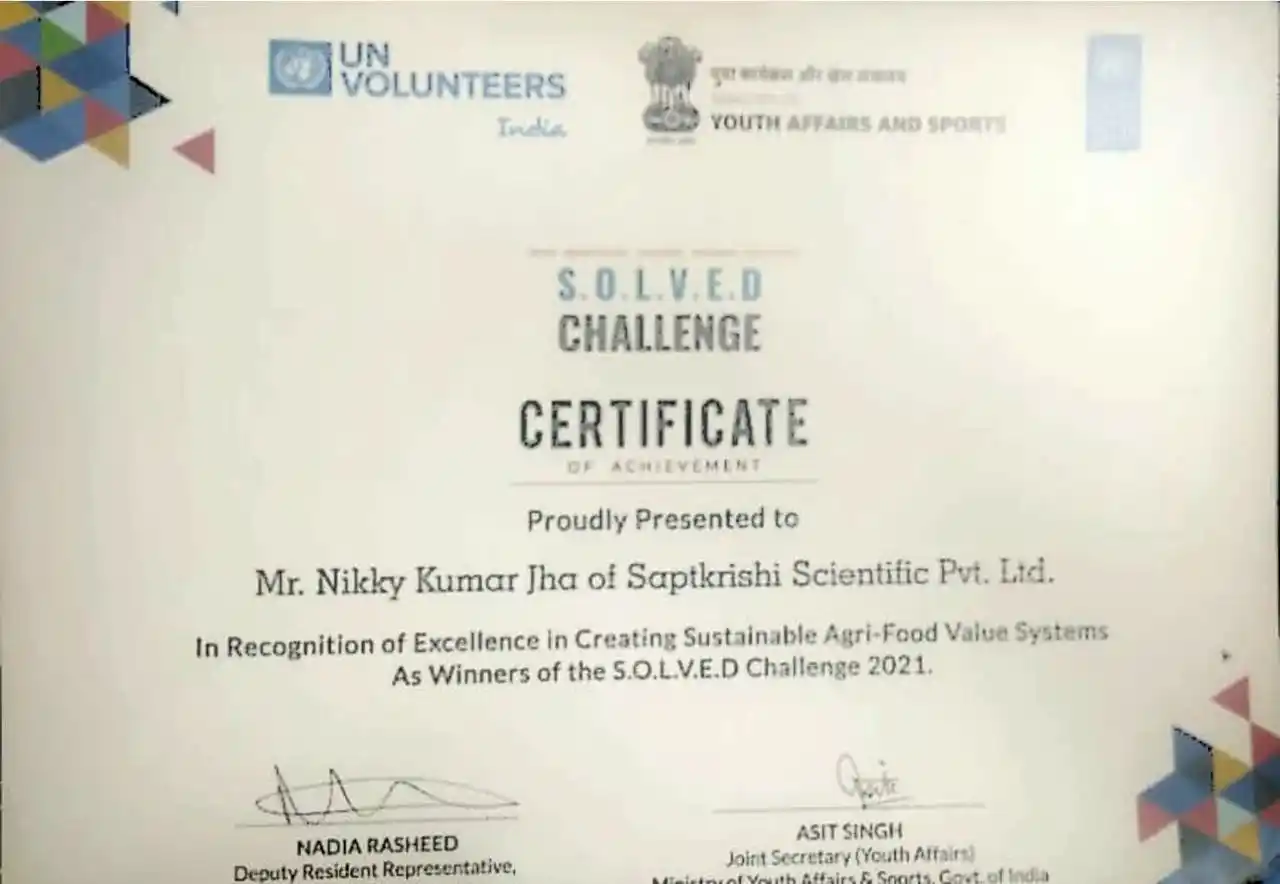 UN
VOLUNTEERS
India
युवा कार्यक्रम और खेल मंत्रालय
YOUTH AFFAIRS AND SPORTS
S.O.L.V.E.D
CHALLENGE
CERTIFICATE
OF ACHIEVEMENT
Proudly Presented to
Mr. Nikky Kumar Jha of Saptkrishi Scientific Pvt. Ltd.
In Recognition of Excellence in Creating Sustainable Agri-Food Value Systems
As Winners of the S.O.L.V.E.D Challenge 2021.
NADIA RASHEED
Deputy Resident Representative,
ASIT SINGH
Joint Secretary (Youth Affairs)
Ministry of Youth Affairs & Sports, Govt. of India